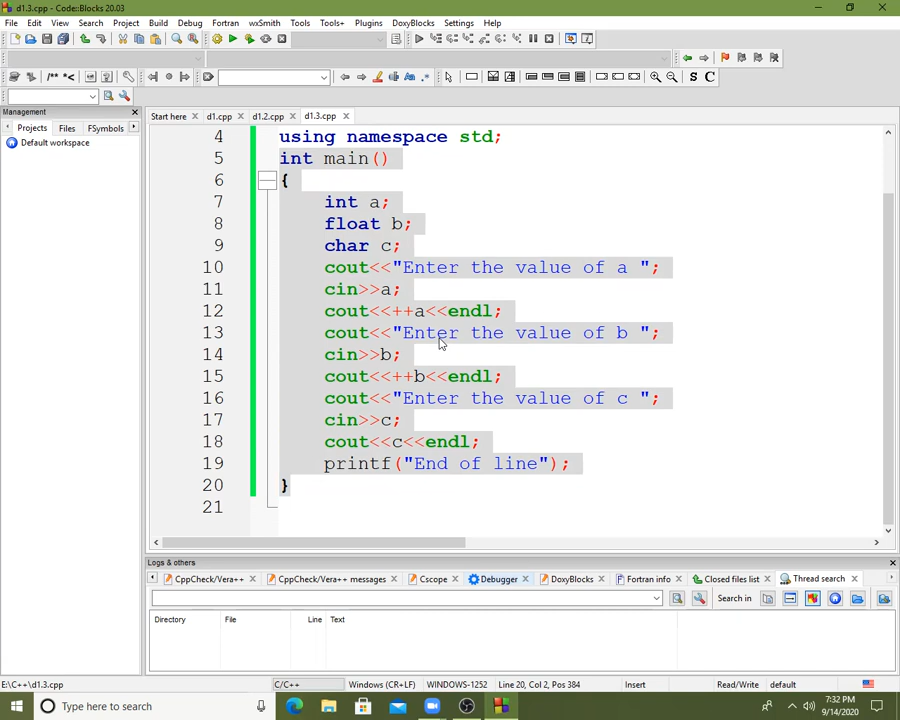 d1.3.cpp - Code::Blocks 20.03
File Edit View Search Project Build Debug Fortran wxSmith Tools Tools+ Plugins DoxyBlocks Settings Help
/** *< S C
Management
Projects Files FSymbols
Default workspace
Start here d1.cpp d1.2.cpp d1.3.cpp
4 using namespace std;
5 int main()
6 {
7 int a;
8 float b;
9 char c;
10 cout<<"Enter the value of a ";
11 cin>>a;
12 cout<<++a<<endl;
13 cout<<"Enter the value of b ";
14 cin>>b;
15 cout<<++b<<endl;
16 cout<<"Enter the value of c ";
17 cin>>c;
18 cout<<c<<endl;
19 printf("End of line");
20 }
21
Logs & others
CppCheck/Vera++ CppCheck/Vera++ messages Cscope Debugger DoxyBlocks Fortran info Closed files list Thread search
Search in
Directory File Line Text
E:\C++\d1.3.cpp C/C++ Windows (CR+LF) WINDOWS-1252 Line 20, Col 2, Pos 384 Insert Read/Write default
Type here to search
7:32 PM
9/14/2020